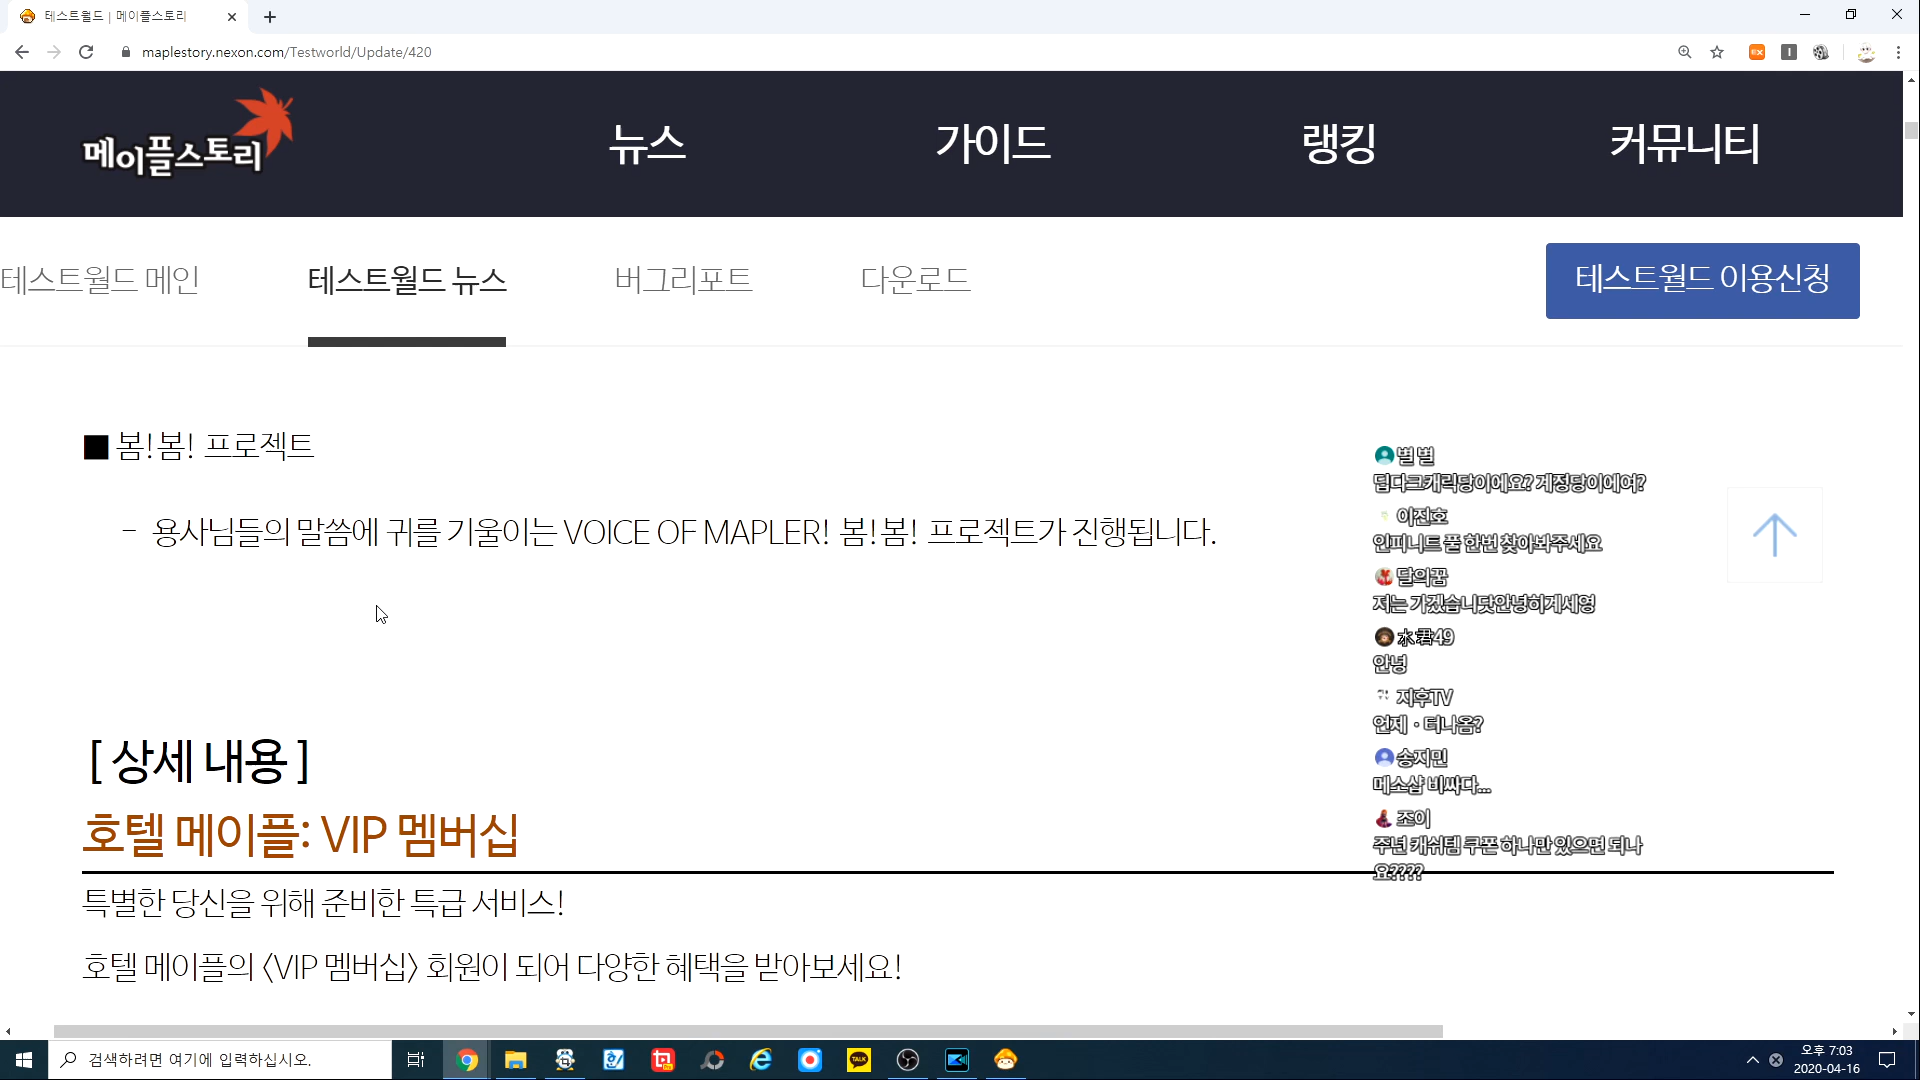 테스트월드 | 메이플스토리
maplestory.nexon.com/Testworld/Update/420
메이플스토리
뉴스
가이드
랭킹
커뮤니티
테스트월드 메인
테스트월드 뉴스
버그리포트
다운로드
테스트월드 이용신청
■ 봄!봄! 프로젝트
- 용사님들의 말씀에 귀를 기울이는 VOICE OF MAPLER! 봄!봄! 프로젝트가 진행됩니다.
별 별
딥다크캐릭당이에요? 계정당이에여?
이진호
인피니트 풀 한번 찾아봐주세요
달의꿈
저는 가겠습니닷안녕히계세영
水君49
안녕
지후TV
언제·티나옴?
송지민
메소샵 비싸다...
조이
주년 캐쉬템 쿠폰 하나만 있으면 되나
요????
[ 상세 내용 ]
호텔 메이플: VIP 멤버십
특별한 당신을 위해 준비한 특급 서비스!
호텔 메이플의 <VIP 멤버십> 회원이 되어 다양한 혜택을 받아보세요!
검색하려면 여기에 입력하십시오.
TALK
오후 7:03
2020-04-16